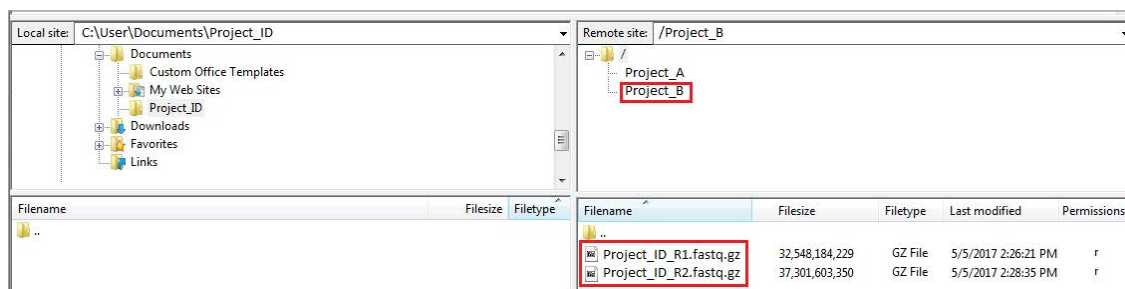 Local site: C:\User\Documents\Project_ID
Documents
Custom Office Templates
My Web Sites
Project_ID
Downloads
Favorites
Links
Filename Filesize Filetype
..
Remote site: /Project_B
/
Project_A
Project_B
Filename Filesize Filetype Last modified Permissions
..
Project_ID_R1.fastq.gz 32,548,184,229 GZ File 5/5/2017 2:26:21 PM r
Project_ID_R2.fastq.gz 37,301,603,350 GZ File 5/5/2017 2:28:35 PM r